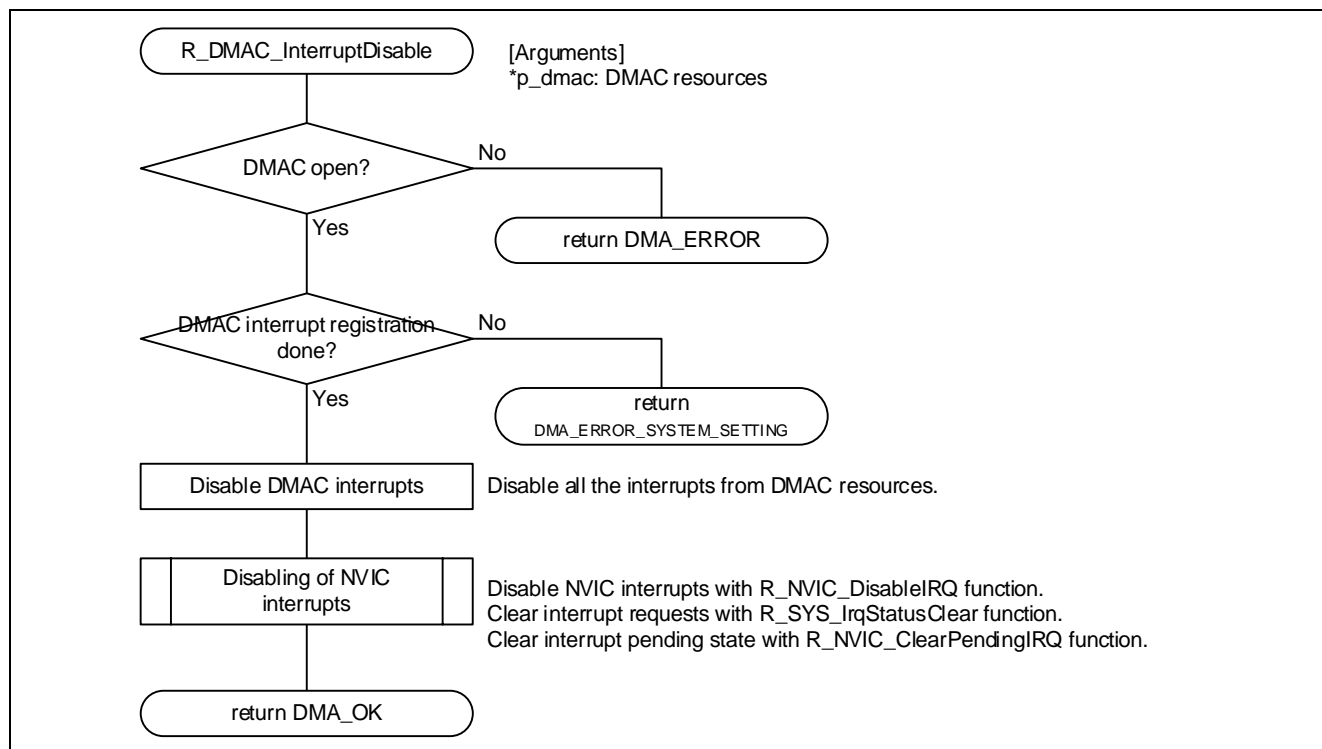 R_DMAC_InterruptDisable
[Arguments]
*p_dmac: DMAC resources
DMAC open?
No
Yes
return DMA_ERROR
DMAC interrupt registration
done?
No
Yes
return
DMA_ERROR_SYSTEM_SETTING
Disable DMAC interrupts
Disable all the interrupts from DMAC resources.
Disabling of NVIC
interrupts
Disable NVIC interrupts with R_NVIC_DisableIRQ function.
Clear interrupt requests with R_SYS_IrqStatusClear function.
Clear interrupt pending state with R_NVIC_ClearPendingIRQ function.
return DMA_OK